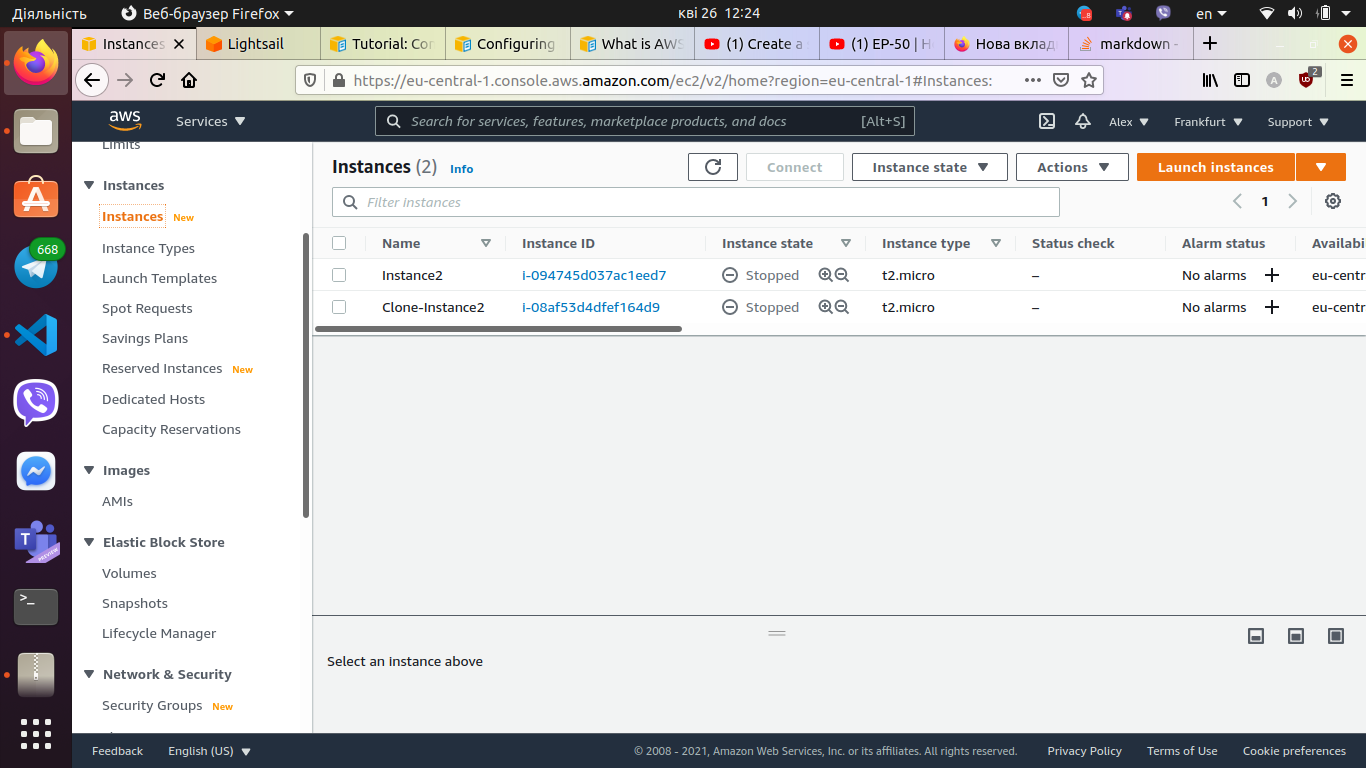 Діяльність Веб-браузер Firefox кві 26 12:24 en
Instances Lightsail Tutorial: Cor Configuring What is AWS (1) Create a (1) EP-50 | Нова вклад markdown -
https://eu-central-1.console.aws.amazon.com/ec2/v2/home?region=eu-central-1#Instances: 2
aws Services Search for services, features, marketplace products, and docs [Alt+S] Alex Frankfurt Support
Limits
Instances
Instances New
Instance Types
Launch Templates
Spot Requests
Savings Plans
Reserved Instances New
Dedicated Hosts
Capacity Reservations
Images
AMIs
Elastic Block Store
Volumes
Snapshots
Lifecycle Manager
Network & Security
Security Groups New
668
PREVIEW
>_
Instances (2) Info Connect Instance state Actions Launch instances
Filter instances 1
Name Instance ID Instance state Instance type Status check Alarm status Availabi
Instance2 i-094745d037ac1eed7 Stopped t2.micro – No alarms + eu-centr
Clone-Instance2 i-08af53d4dfef164d9 Stopped t2.micro – No alarms + eu-centr
Select an instance above
Feedback English (US) © 2008 - 2021, Amazon Web Services, Inc. or its affiliates. All rights reserved. Privacy Policy Terms of Use Cookie preferences